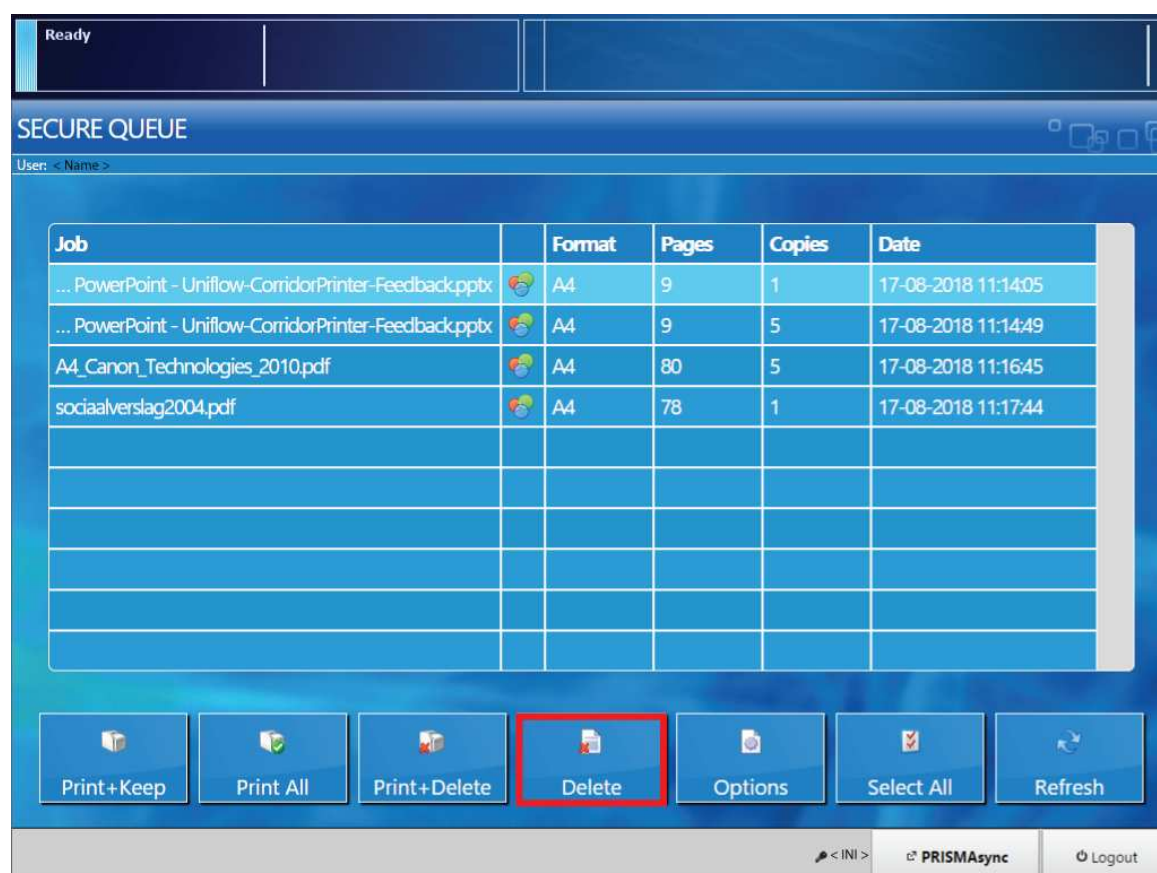 Ready
SECURE QUEUE
User: < Name >
Job Format Pages Copies Date
... PowerPoint - Uniflow-CorridorPrinter-Feedback.pptx A4 9 1 17-08-2018 11:14:05
... PowerPoint - Uniflow-CorridorPrinter-Feedback.pptx A4 9 5 17-08-2018 11:14:49
A4_Canon_Technologies_2010.pdf A4 80 5 17-08-2018 11:16:45
sociaalverslag2004.pdf A4 78 1 17-08-2018 11:17:44
Print+Keep Print All Print+Delete Delete Options Select All Refresh
< INI > PRISMAsync Logout